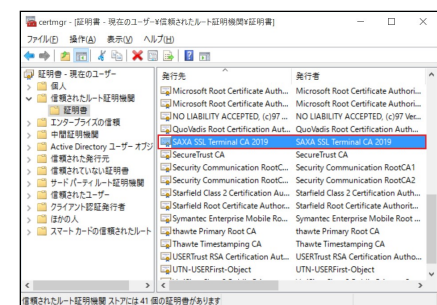 certmgr - [証明書 - 現在のユーザー¥信頼されたルート証明機関¥証明書]
ファイル(F) 操作(A) 表示(V) ヘルプ(H)
証明書 - 現在のユーザー
個人
信頼されたルート証明機関
証明書
エンタープライズの信頼
中間証明機関
Active Directory ユーザー オブジ
信頼された発行元
信頼されていない証明書
サードパーティ ルート証明機関
信頼されたユーザー
クライアント認証発行者
ほかの人
スマート カードの信頼されたルート
発行先 発行者
Microsoft Root Certificate Auth... Microsoft Root Certificate Authori...
Microsoft Root Certificate Auth... Microsoft Root Certificate Authori...
NO LIABILITY ACCEPTED, (c)97 ... NO LIABILITY ACCEPTED, (c)97 Ver...
QuoVadis Root Certification Aut... QuoVadis Root Certification Auth...
SAXA SSL Terminal CA 2019 SAXA SSL Terminal CA 2019
SecureTrust CA SecureTrust CA
Security Communication RootC... Security Communication RootCA1
Security Communication RootC... Security Communication RootCA2
Starfield Class 2 Certification Au... Starfield Class 2 Certification Auth...
Starfield Root Certificate Author... Starfield Root Certificate Authorit...
Symantec Enterprise Mobile Ro... Symantec Enterprise Mobile Root ...
thawte Primary Root CA thawte Primary Root CA
Thawte Timestamping CA Thawte Timestamping CA
USERTrust RSA Certification Au... USERTrust RSA Certification Autho...
UTN-USERFirst-Object UTN-USERFirst-Object
信頼されたルート証明機関 ストアには 41 個の証明書があります